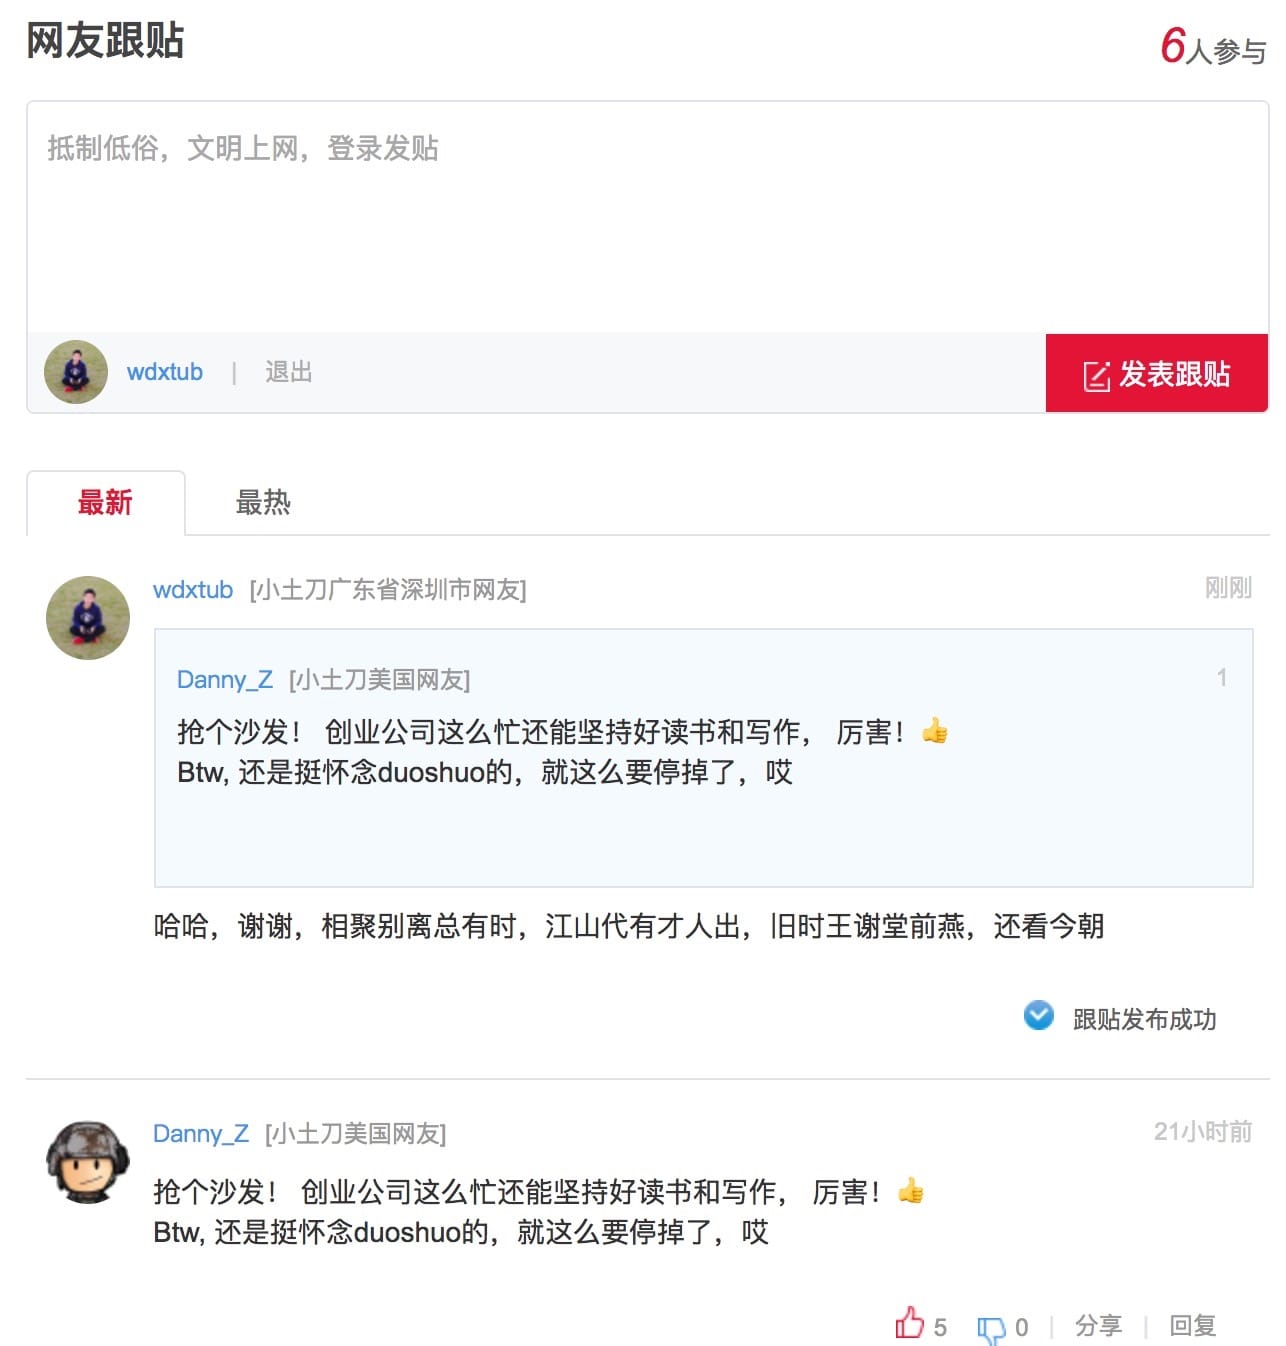 网友跟贴
6人参与
抵制低俗，文明上网，登录发贴
wdxtub | 退出
发表跟贴
最新 最热
wdxtub [小土刀广东省深圳市网友] 刚刚
Danny_Z [小土刀美国网友] 1
抢个沙发！ 创业公司这么忙还能坚持好读书和写作， 厉害！👍
Btw, 还是挺怀念duoshuo的，就这么要停掉了，哎
哈哈，谢谢，相聚别离总有时，江山代有才人出，旧时王谢堂前燕，还看今朝
跟贴发布成功
Danny_Z [小土刀美国网友] 21小时前
抢个沙发！ 创业公司这么忙还能坚持好读书和写作， 厉害！👍
Btw, 还是挺怀念duoshuo的，就这么要停掉了，哎
5 0 | 分享 | 回复